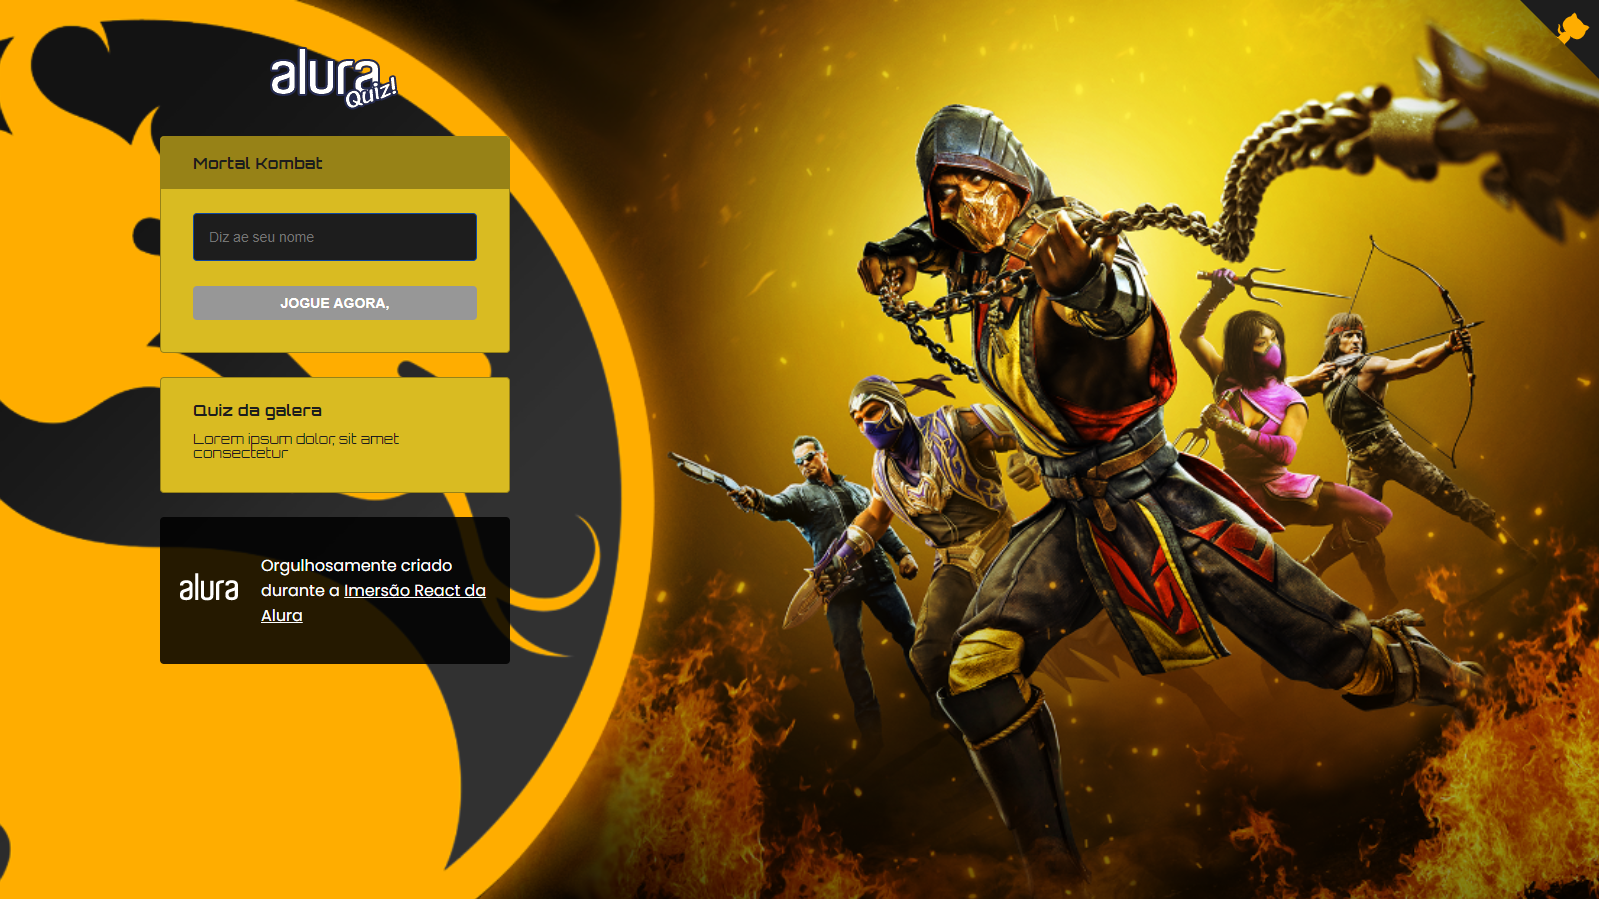 alura
Quiz!
Mortal Kombat
Diz ae seu nome
JOGUE AGORA,
Quiz da galera
Lorem ipsum dolor, sit amet
consectetur
alura
Orgulhosamente criado
durante a Imersão React da
Alura